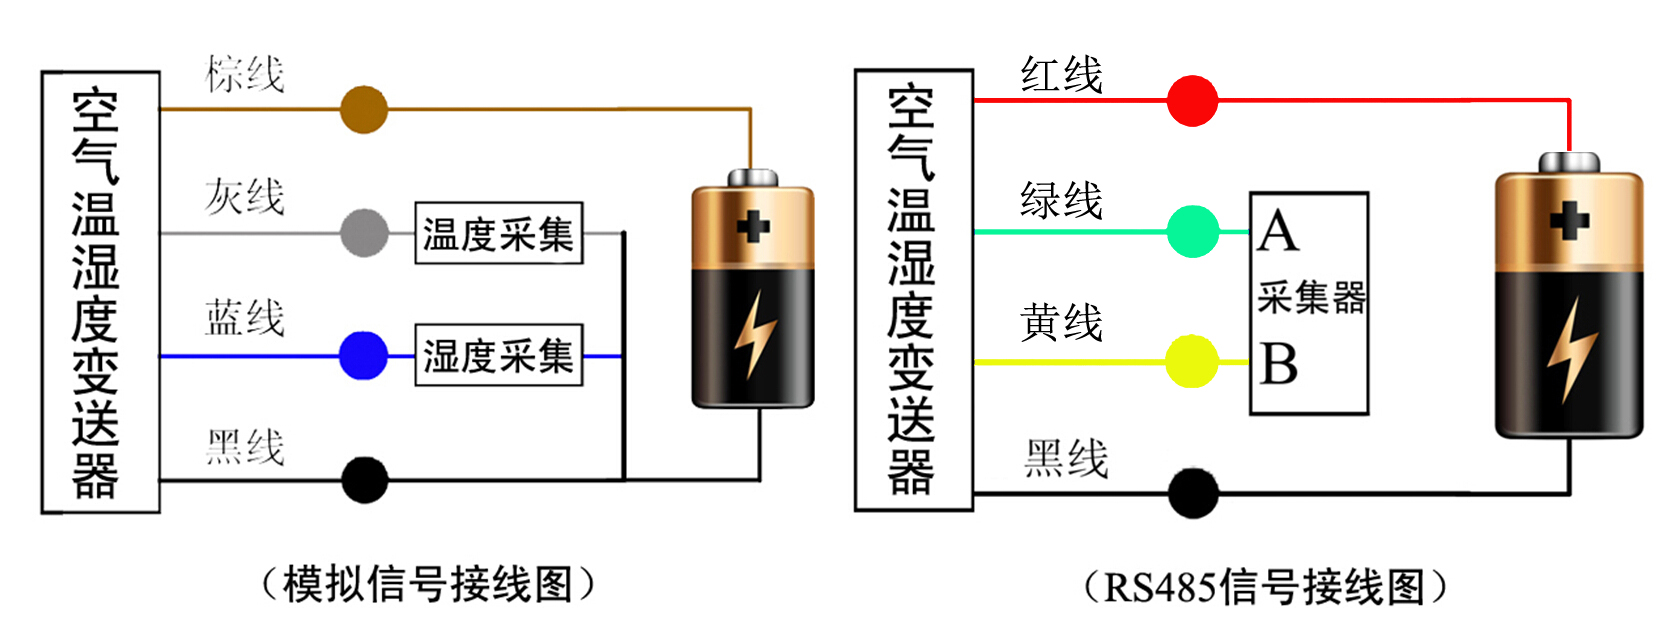 空气温湿度变送器
棕线
灰线
温度采集
蓝线
湿度采集
黑线
（模拟信号接线图）
空气温湿度变送器
红线
绿线
A
采集器
黄线
B
黑线
（RS485信号接线图）